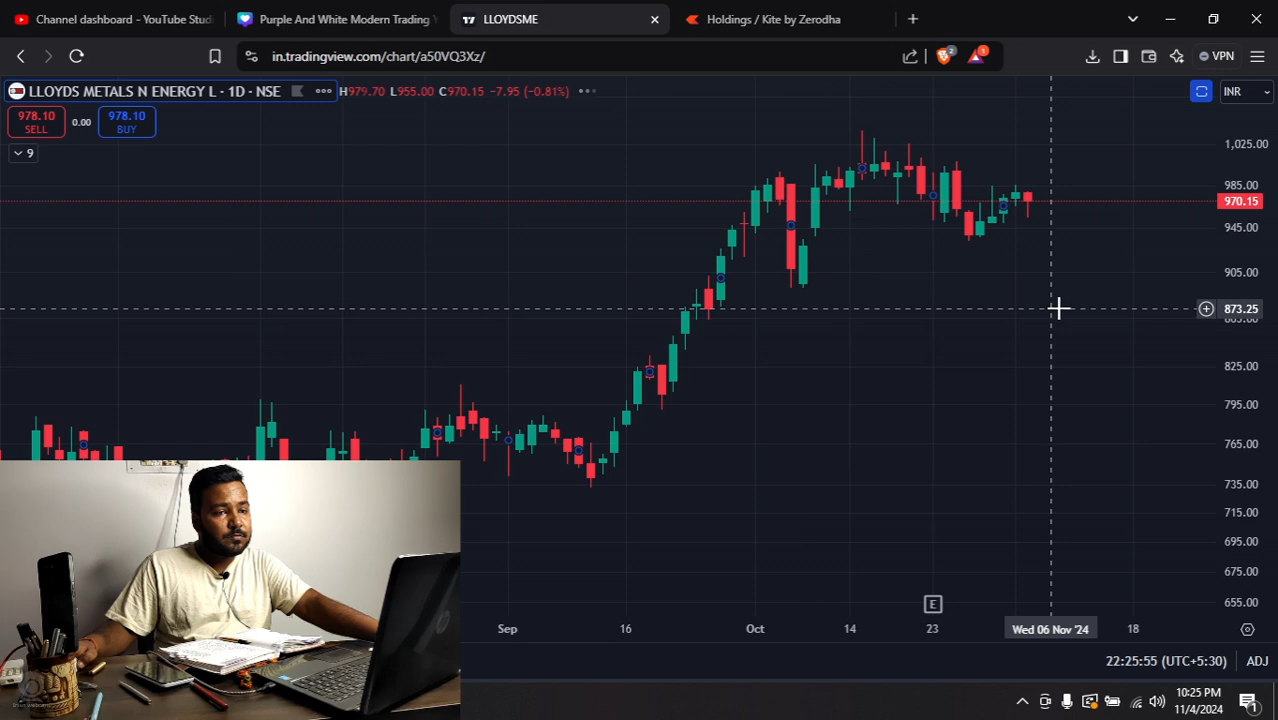 Channel dashboard - YouTube Stud
Purple And White Modern Trading Y
LLOYDSME
Holdings / Kite by Zerodha
in.tradingview.com/chart/a50VQ3Xz/
2
3
VPN
LLOYDS METALS N ENERGY L · 1D · NSE
H979.70 L955.00 C970.15 -7.95 (-0.81%)
INR
978.10
SELL
0.00
978.10
BUY
9
1,025.00
985.00
970.15
945.00
905.00
873.25
825.00
795.00
765.00
735.00
715.00
695.00
675.00
655.00
E
Sep
16
Oct
14
23
Wed 06 Nov '24
18
22:25:55 (UTC+5:30)
ADJ
10:25 PM
11/4/2024
1